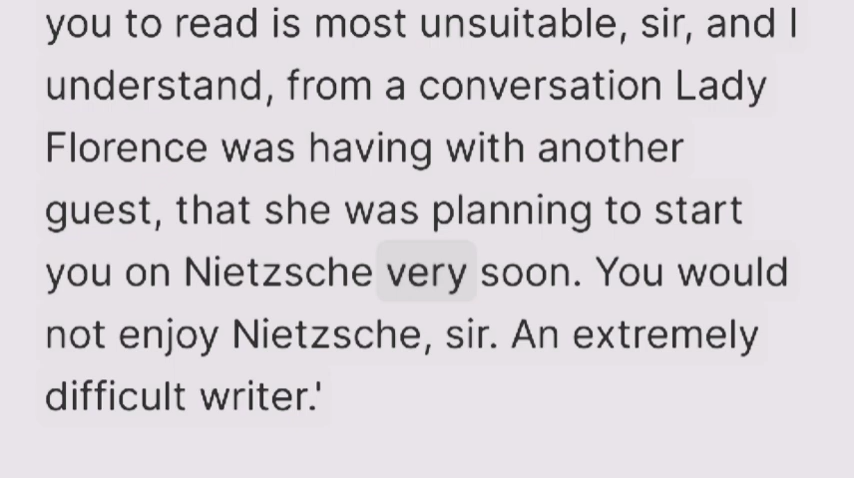 you to read is most unsuitable, sir, and I
understand, from a conversation Lady
Florence was having with another
guest, that she was planning to start
you on Nietzsche very soon. You would
not enjoy Nietzsche, sir. An extremely
difficult writer.'